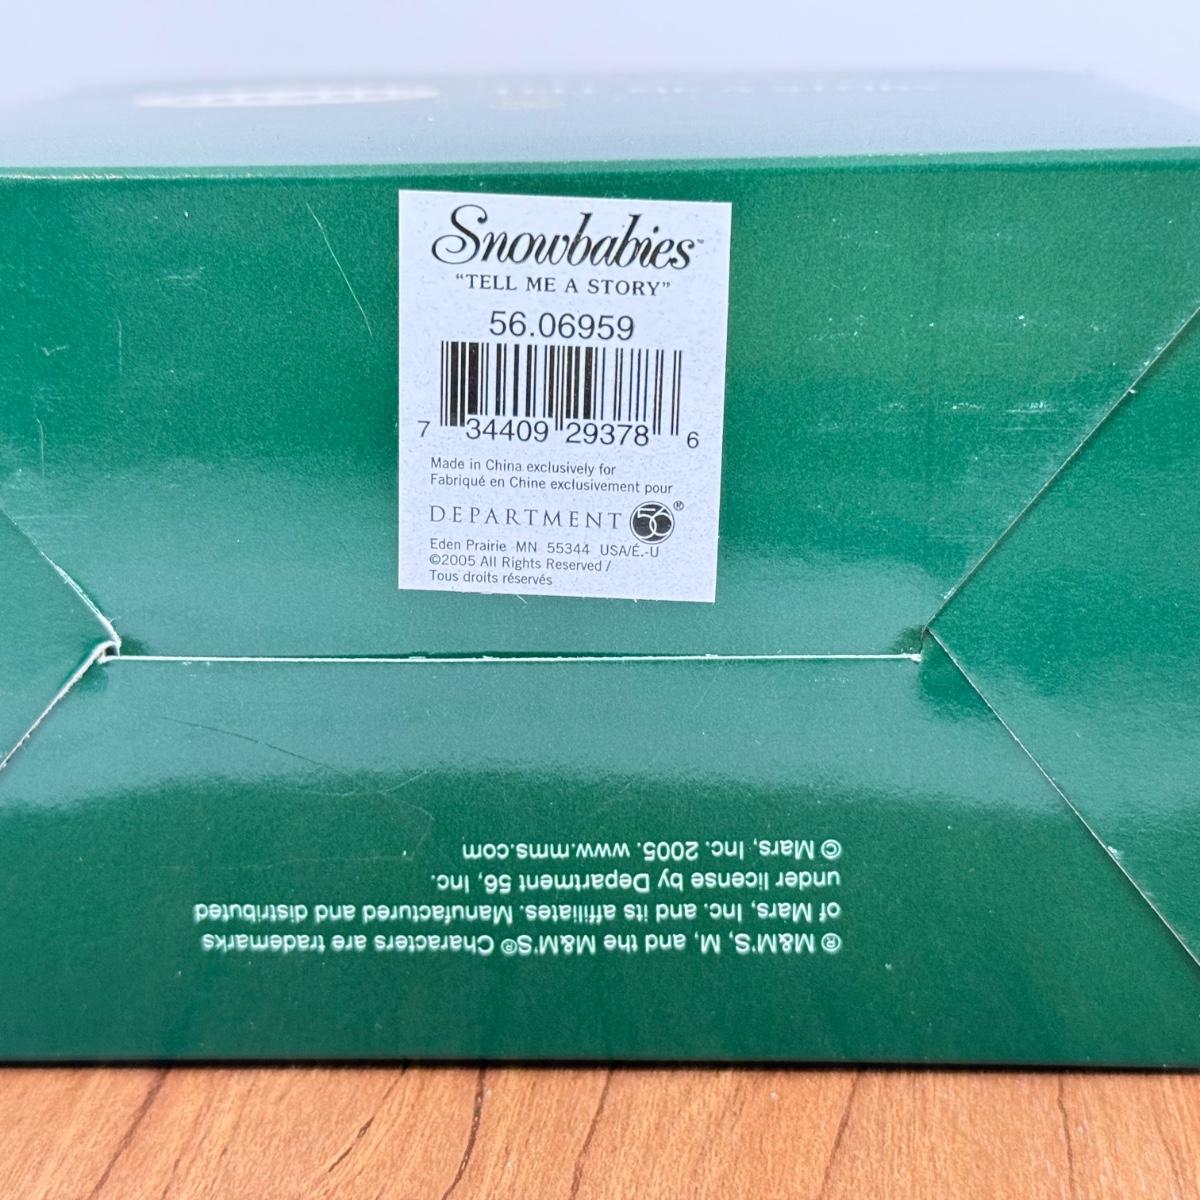 Snowbabies™
“TELL ME A STORY”
56.06959
7 34409 29378 6
Made in China exclusively for
Fabriqué en Chine exclusivement pour
DEPARTMENT 56®
Eden Prairie MN 55344 USA/É.-U
©2005 All Rights Reserved /
Tous droits réservés
® M&M'S, M, and the M&M'S® Characters are trademarks
of Mars, Inc. and its affiliates. Manufactured and distributed
under license by Department 56, Inc.
© Mars, Inc. 2005. www.mms.com